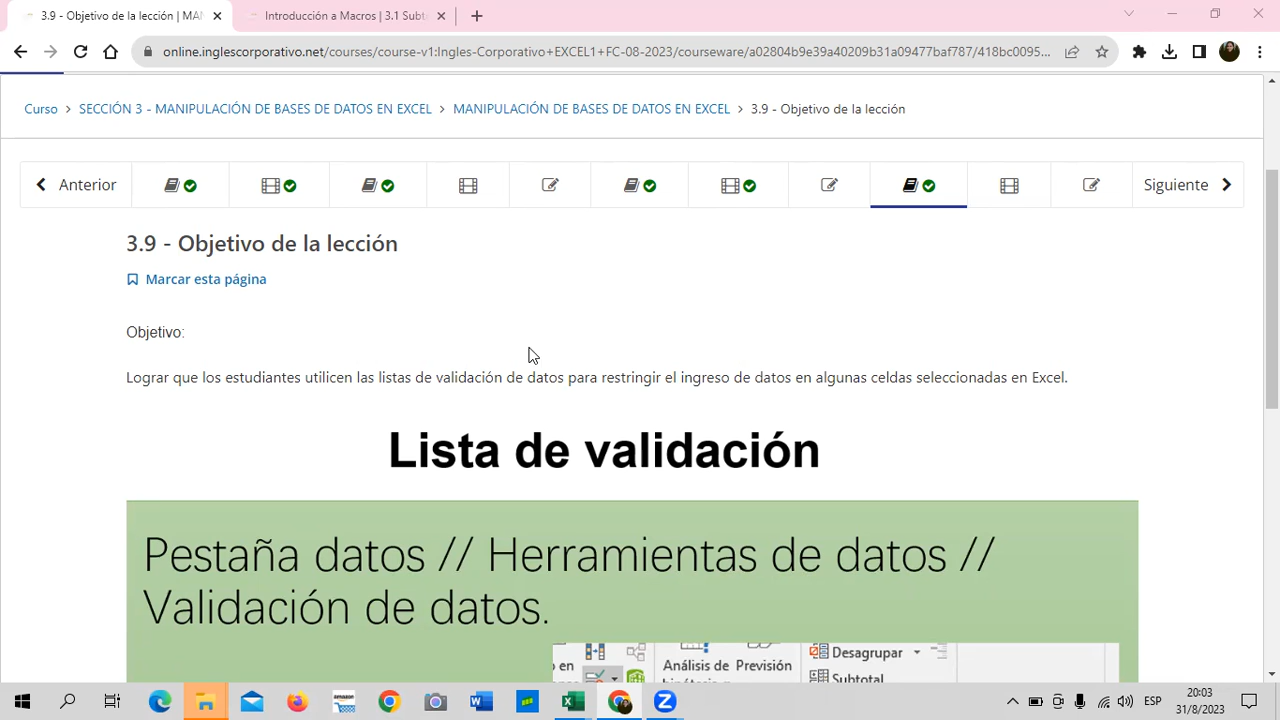 3.9 - Objetivo de la lección | MAN
Introducción a Macros | 3.1 Subt
online.inglescorporativo.net/courses/course-v1:Ingles-Corporativo+EXCEL1+FC-08-2023/courseware/a02804b9e39a40209b31a09477baf787/418bc0095...
Curso > SECCIÓN 3 - MANIPULACIÓN DE BASES DE DATOS EN EXCEL > MANIPULACIÓN DE BASES DE DATOS EN EXCEL > 3.9 - Objetivo de la lección
Anterior
Siguiente
3.9 - Objetivo de la lección
Marcar esta página
Objetivo:
Lograr que los estudiantes utilicen las listas de validación de datos para restringir el ingreso de datos en algunas celdas seleccionadas en Excel.
Lista de validación
Pestaña datos // Herramientas de datos //
Validación de datos.
en
Análisis de Previsión
Desagrupar
Subtotal
ESP
20:03
31/8/2023